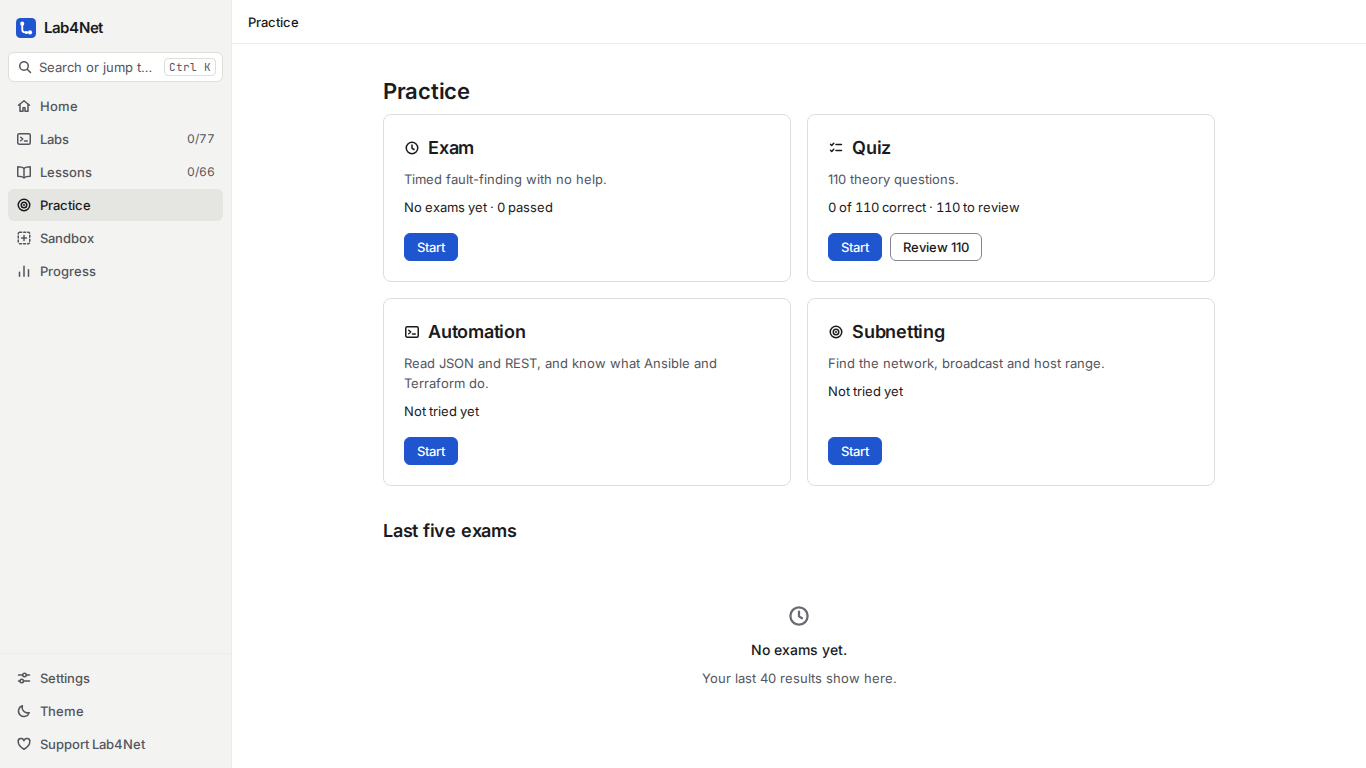 Lab4Net
Search or jump t... Ctrl K
Home
Labs 0/77
Lessons 0/66
Practice
Sandbox
Progress
Settings
Theme
Support Lab4Net
Practice
Practice
Exam
Timed fault-finding with no help.
No exams yet · 0 passed
Start
Quiz
110 theory questions.
0 of 110 correct · 110 to review
Start Review 110
Automation
Read JSON and REST, and know what Ansible and
Terraform do.
Not tried yet
Start
Subnetting
Find the network, broadcast and host range.
Not tried yet
Start
Last five exams
No exams yet.
Your last 40 results show here.